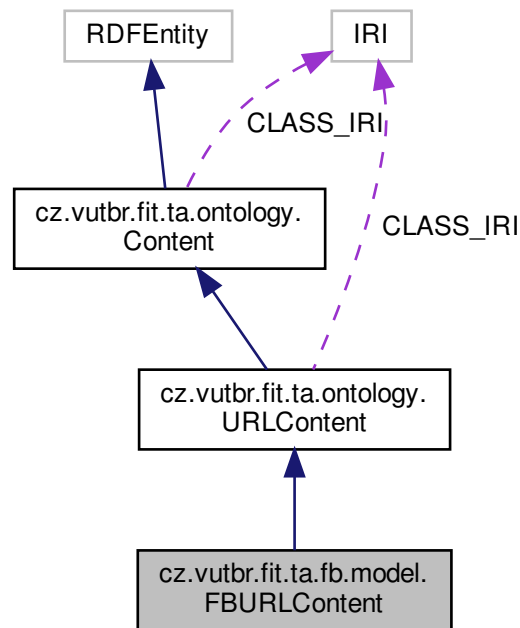 RDFEntity
IRI
CLASS_IRI
cz.vutbr.fit.ta.ontology.
Content
CLASS_IRI
cz.vutbr.fit.ta.ontology.
URLContent
cz.vutbr.fit.ta.fb.model.
FBURLContent